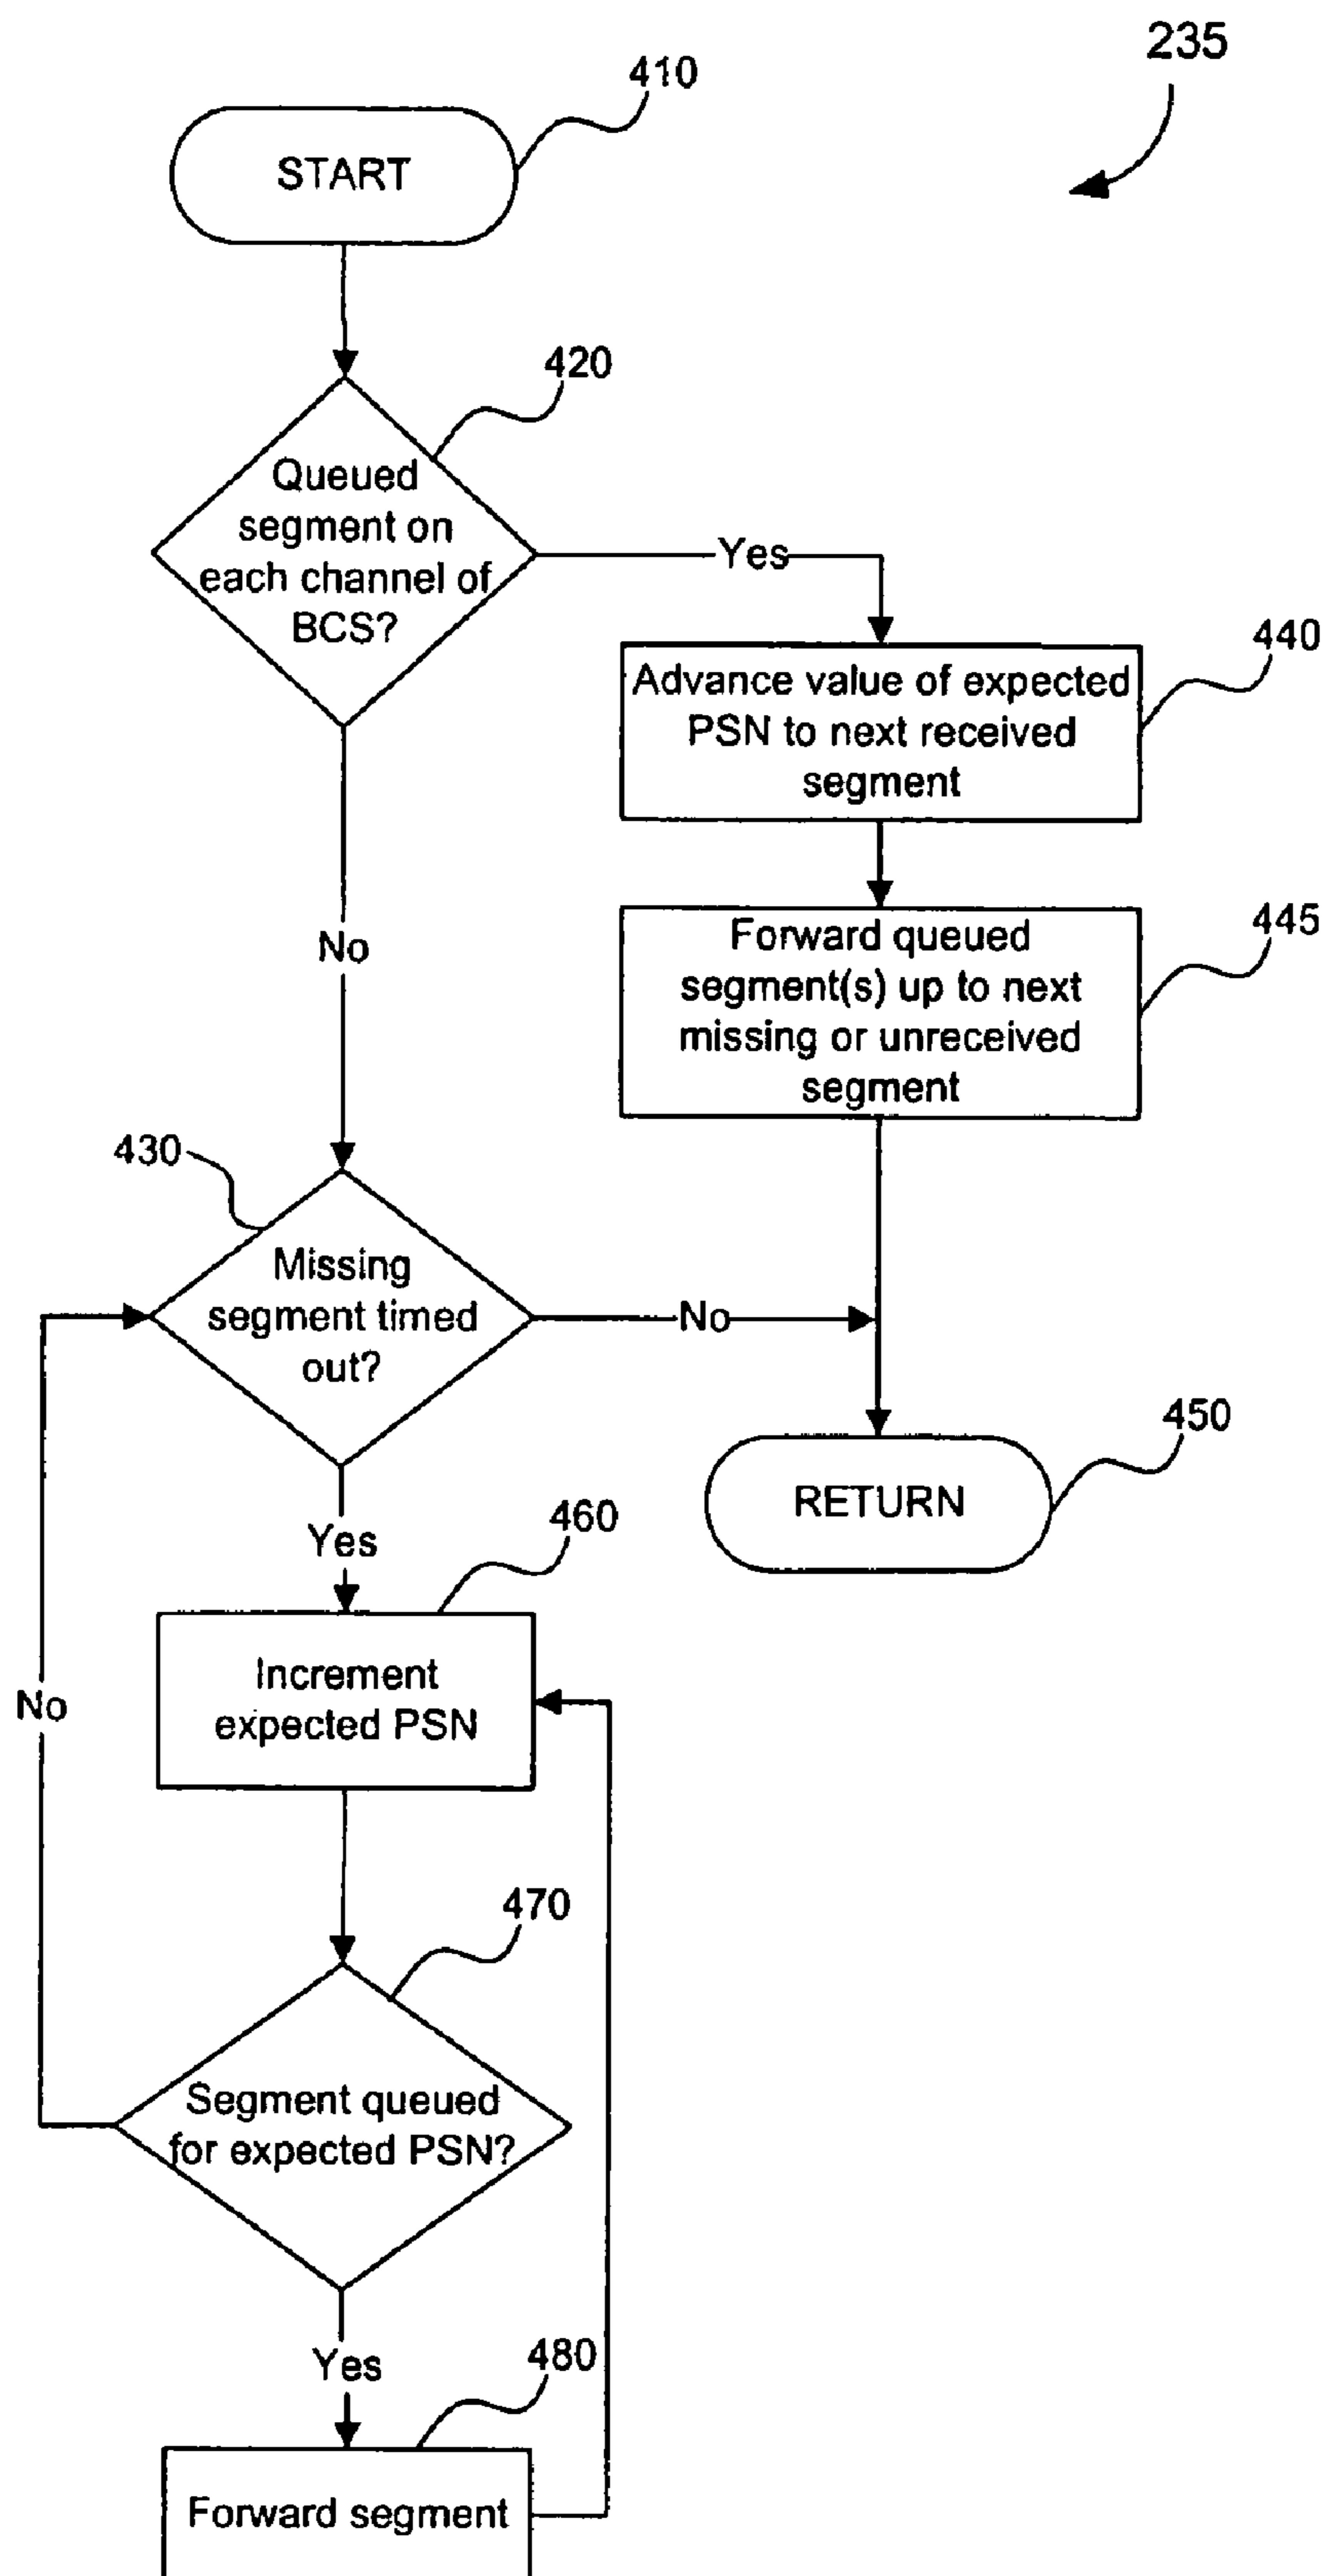 235
410
START
420
Queued
segment on
each channel of
BCS?
Yes
440
Advance value of expected
PSN to next received
segment
445
Forward queued
segment(s) up to next
missing or unreceived
segment
No
430
Missing
segment timed
out?
No
450
RETURN
Yes
460
Increment
expected PSN
No
470
Segment queued
for expected PSN?
Yes
480
Forward segment